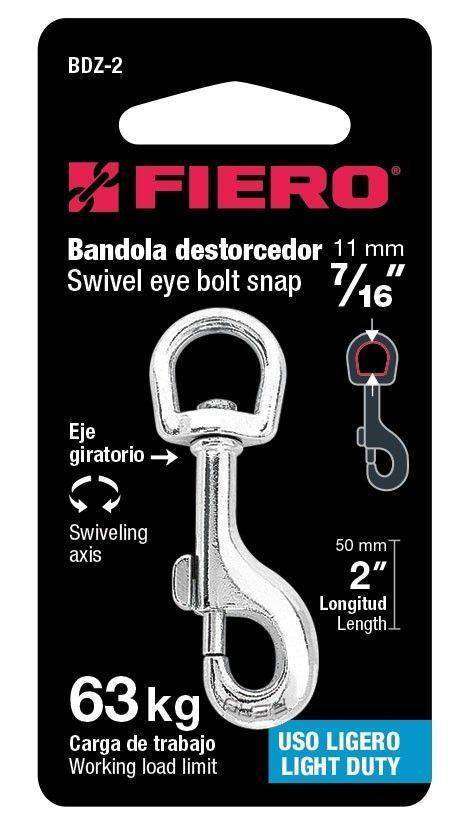 BDZ-2
FIERO®
Bandola destorcedor 11 mm
Swivel eye bolt snap 7/16"
Eje
giratorio
Swiveling
axis
50 mm
2"
Longitud
Length
63 kg
Carga de trabajo
Working load limit
USO LIGERO
LIGHT DUTY